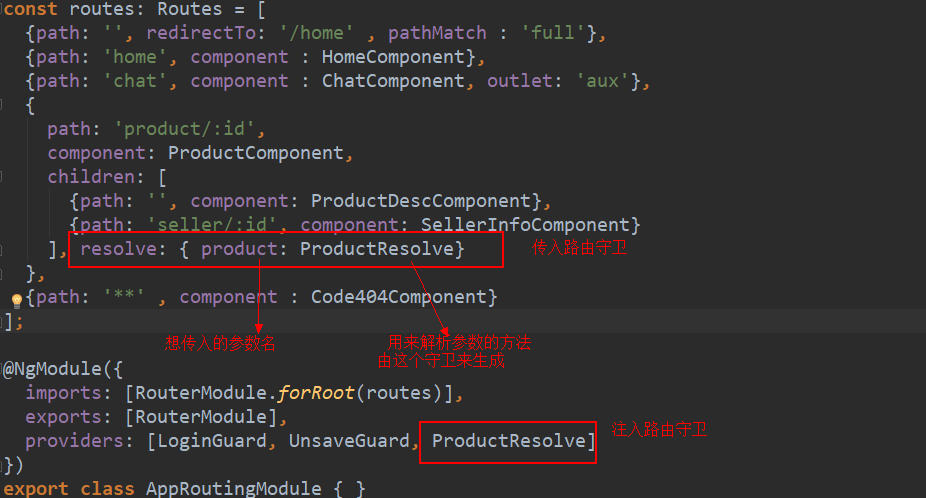 const routes: Routes = [
{path: '', redirectTo: '/home' , pathMatch : 'full'},
{path: 'home', component : HomeComponent},
{path: 'chat', component : ChatComponent, outlet: 'aux'},
{
path: 'product/:id',
component: ProductComponent,
children: [
{path: '', component: ProductDescComponent},
{path: 'seller/:id', component: SellerInfoComponent}
], resolve: { product: ProductResolve} 传入路由守卫
},
{path: '**' , component : Code404Component}
];
想传入的参数名 用来解析参数的方法
由这个守卫来生成
@NgModule({
imports: [RouterModule.forRoot(routes)],
exports: [RouterModule],
providers: [LoginGuard, UnsaveGuard, ProductResolve] 注入路由守卫
})
export class AppRoutingModule { }